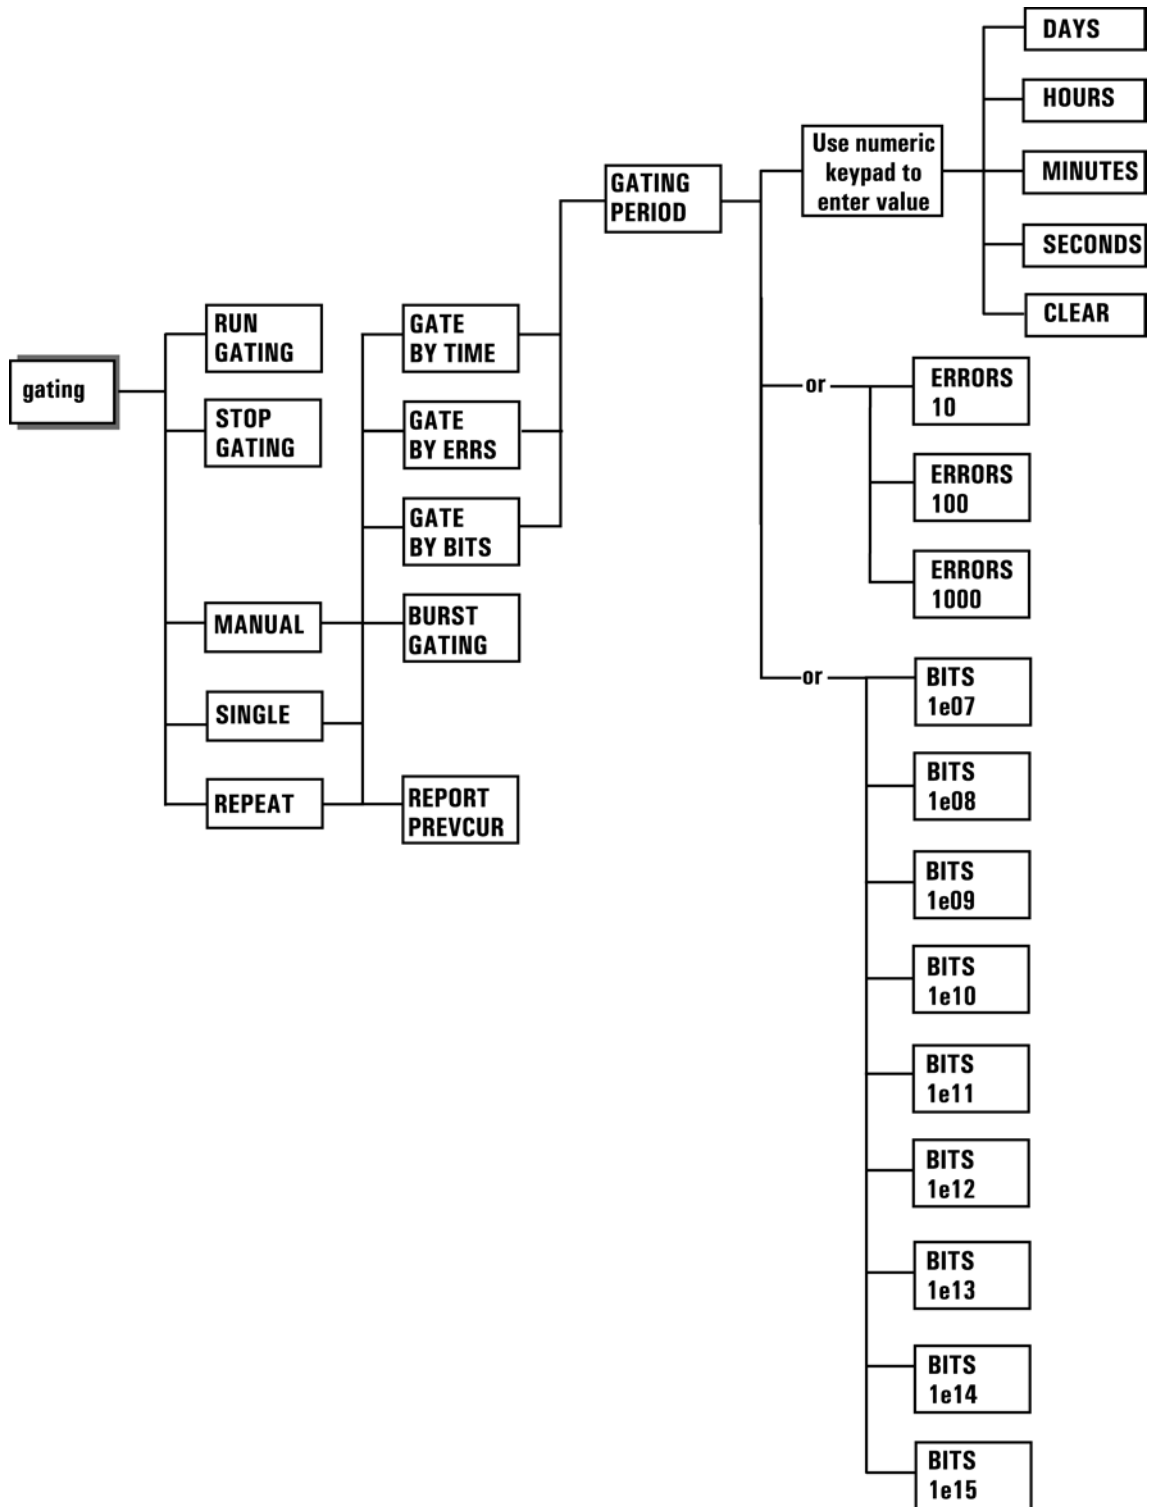 gating
RUN
GATING
STOP
GATING
MANUAL
SINGLE
REPEAT
GATE
BY TIME
GATE
BY ERRS
GATE
BY BITS
BURST
GATING
REPORT
PREVCUR
GATING
PERIOD
Use numeric
keypad to
enter value
DAYS
HOURS
MINUTES
SECONDS
CLEAR
or
ERRORS
10
ERRORS
100
ERRORS
1000
or
BITS
1e07
BITS
1e08
BITS
1e09
BITS
1e10
BITS
1e11
BITS
1e12
BITS
1e13
BITS
1e14
BITS
1e15